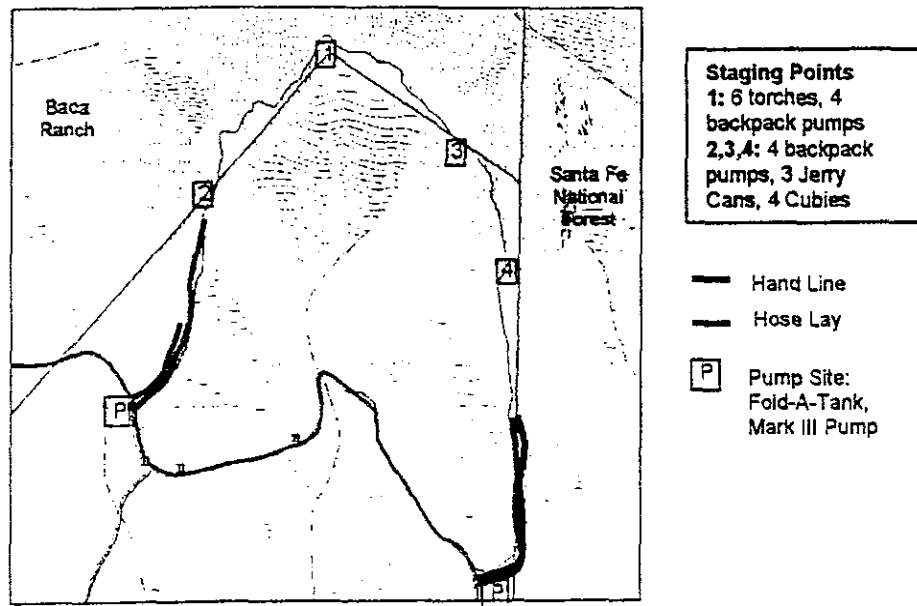 Baca
Ranch
1
2
3
4
Santa Fe
National
Forest
P
P
Staging Points
1: 6 torches, 4
backpack pumps
2,3,4: 4 backpack
pumps, 3 Jerry
Cans, 4 Cubies
Hand Line
Hose Lay
P
Pump Site:
Fold-A-Tank,
Mark III Pump